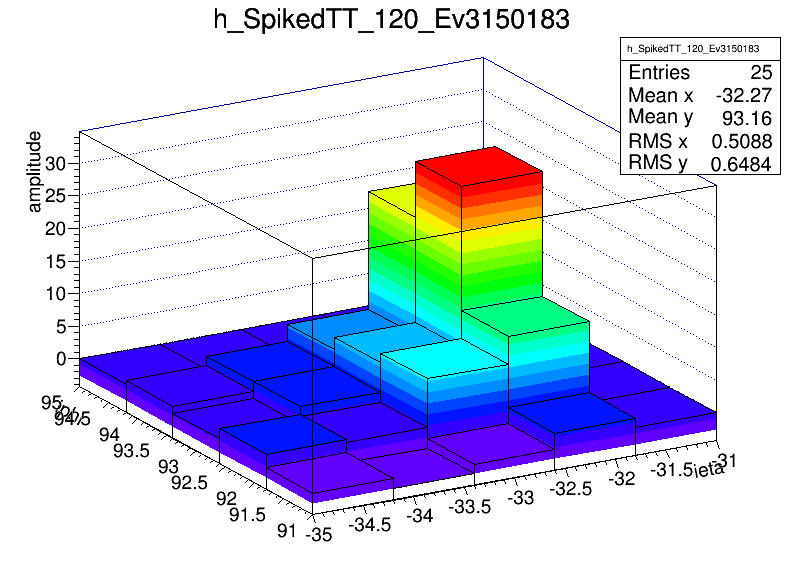 h_SpikedTT_120_Ev3150183
h_SpikedTT_120_Ev3150183
Entries 25
Mean x -32.27
Mean y 93.16
RMS x 0.5088
RMS y 0.6484
amplitude
30
25
20
15
10
5
0
95
94.5
94
93.5
93
92.5
92
91.5
91
-35
-34.5
-34
-33.5
-33
-32.5
-32
-31.5
-31
ieta